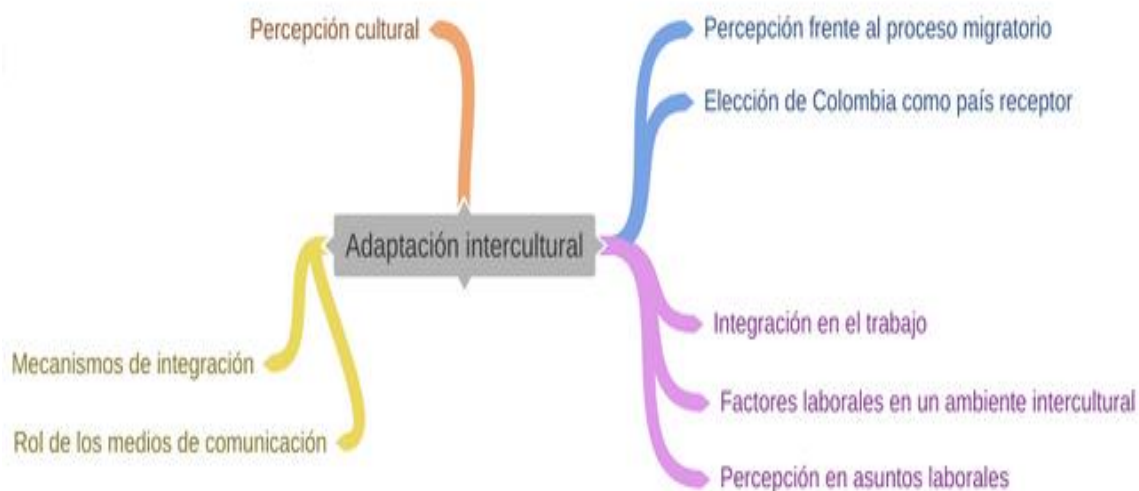 Percepción cultural
Percepción frente al proceso migratorio
Elección de Colombia como país receptor
Adaptación intercultural
Mecanismos de integración
Rol de los medios de comunicación
Integración en el trabajo
Factores laborales en un ambiente intercultural
Percepción en asuntos laborales